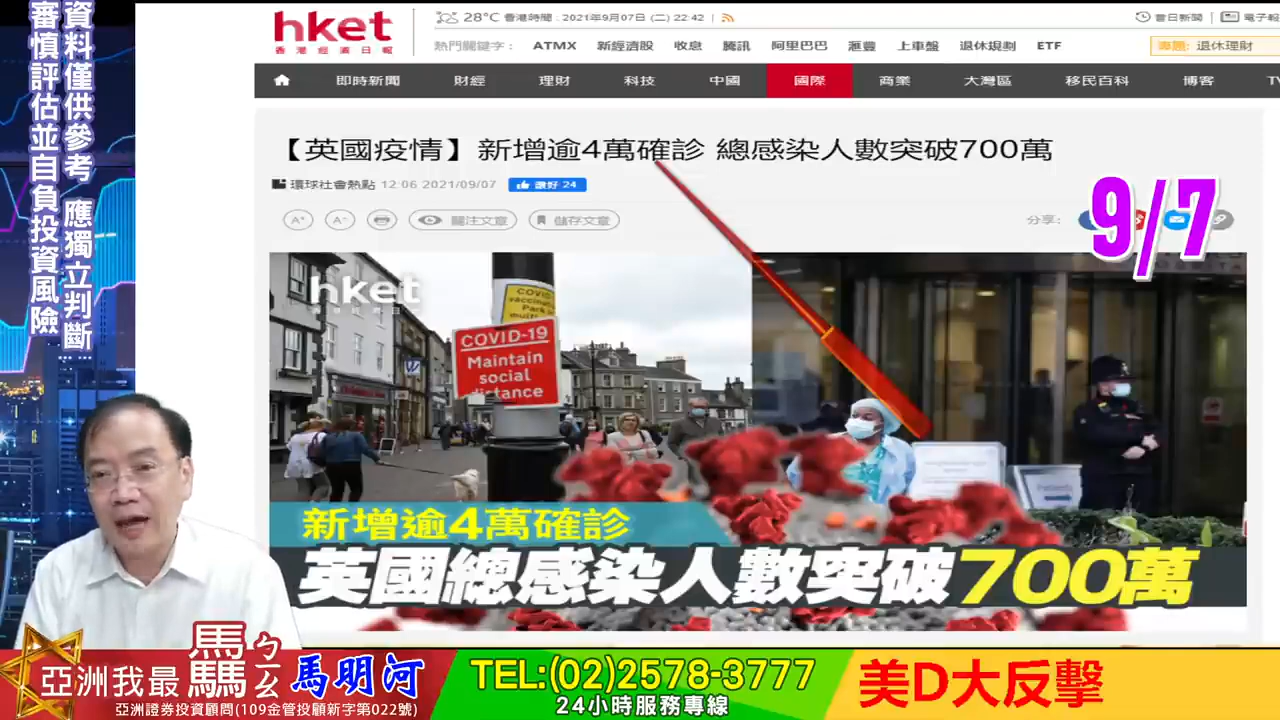 資料僅供參考 應獨立判斷
審慎評估並自負投資風險
hket
香港經濟日報
28°C 香港時間：2021年9月07日 (二) 22:42
昔日新聞
電子報
熱門關鍵字： ATMX 新經濟股 收息 騰訊 阿里巴巴 滙豐 上車盤 退休規劃 ETF
專題: 退休理財
即時新聞 財經 理財 科技 中國 國際 商業 大灣區 移民百科 博客 TV
【英國疫情】新增逾4萬確診 總感染人數突破700萬
環球社會熱點 12:06 2021/09/07
讚好 24
A+ A- 關注文章 儲存文章
分享：
9/7
hket
COVID-19
Maintain
social
distance
新增逾4萬確診
英國總感染人數突破700萬
亞洲我最 馬驫 ㄅㄧㄠ 馬明河
亞洲證券投資顧問(109金管投顧新字第022號)
TEL:(02)2578-3777
24小時服務專線
美D大反擊